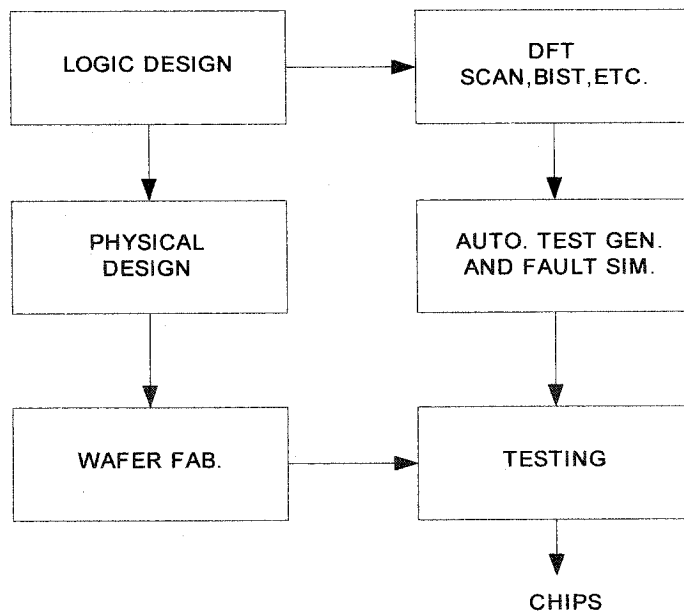 LOGIC DESIGN
DFT
SCAN,BIST,ETC.
PHYSICAL
DESIGN
AUTO. TEST GEN.
AND FAULT SIM.
WAFER FAB.
TESTING
CHIPS